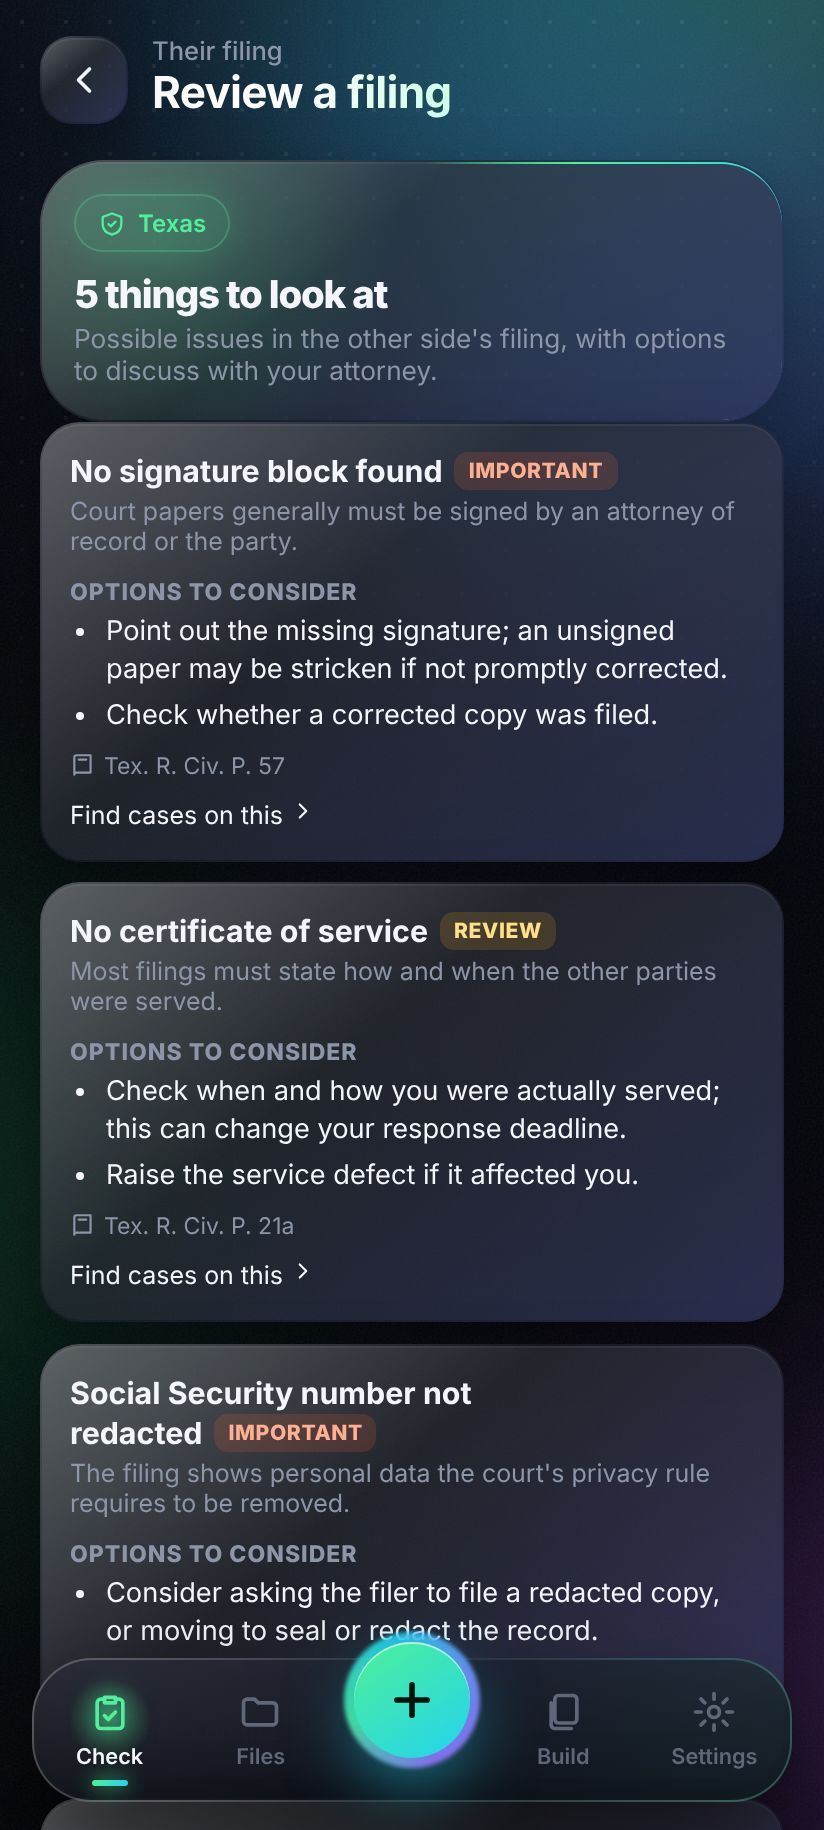 Their filing
Review a filing
Texas
5 things to look at
Possible issues in the other side's filing, with options
to discuss with your attorney.
No signature block found IMPORTANT
Court papers generally must be signed by an attorney of
record or the party.
OPTIONS TO CONSIDER
• Point out the missing signature; an unsigned
paper may be stricken if not promptly corrected.
• Check whether a corrected copy was filed.
Tex. R. Civ. P. 57
Find cases on this
No certificate of service REVIEW
Most filings must state how and when the other parties
were served.
OPTIONS TO CONSIDER
• Check when and how you were actually served;
this can change your response deadline.
• Raise the service defect if it affected you.
Tex. R. Civ. P. 21a
Find cases on this
Social Security number not
redacted IMPORTANT
The filing shows personal data the court's privacy rule
requires to be removed.
OPTIONS TO CONSIDER
• Consider asking the filer to file a redacted copy,
or moving to seal or redact the record.
Check Files Build Settings